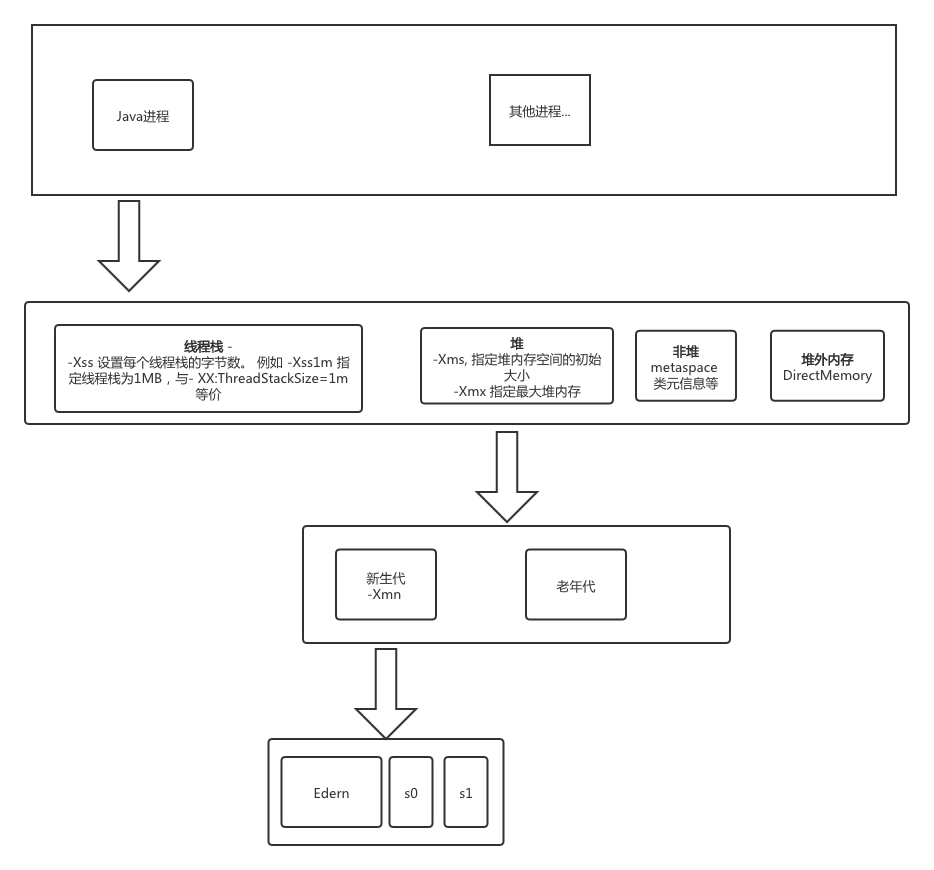 Java进程
其他进程...
线程栈 -
-Xss 设置每个线程栈的字节数。 例如 -Xss1m 指
定线程栈为1MB，与- XX:ThreadStackSize=1m
等价
堆
-Xms, 指定堆内存空间的初始
大小
-Xmx 指定最大堆内存
非堆
metaspace
类元信息等
堆外内存
DirectMemory
新生代
-Xmn
老年代
Edern
s0
s1